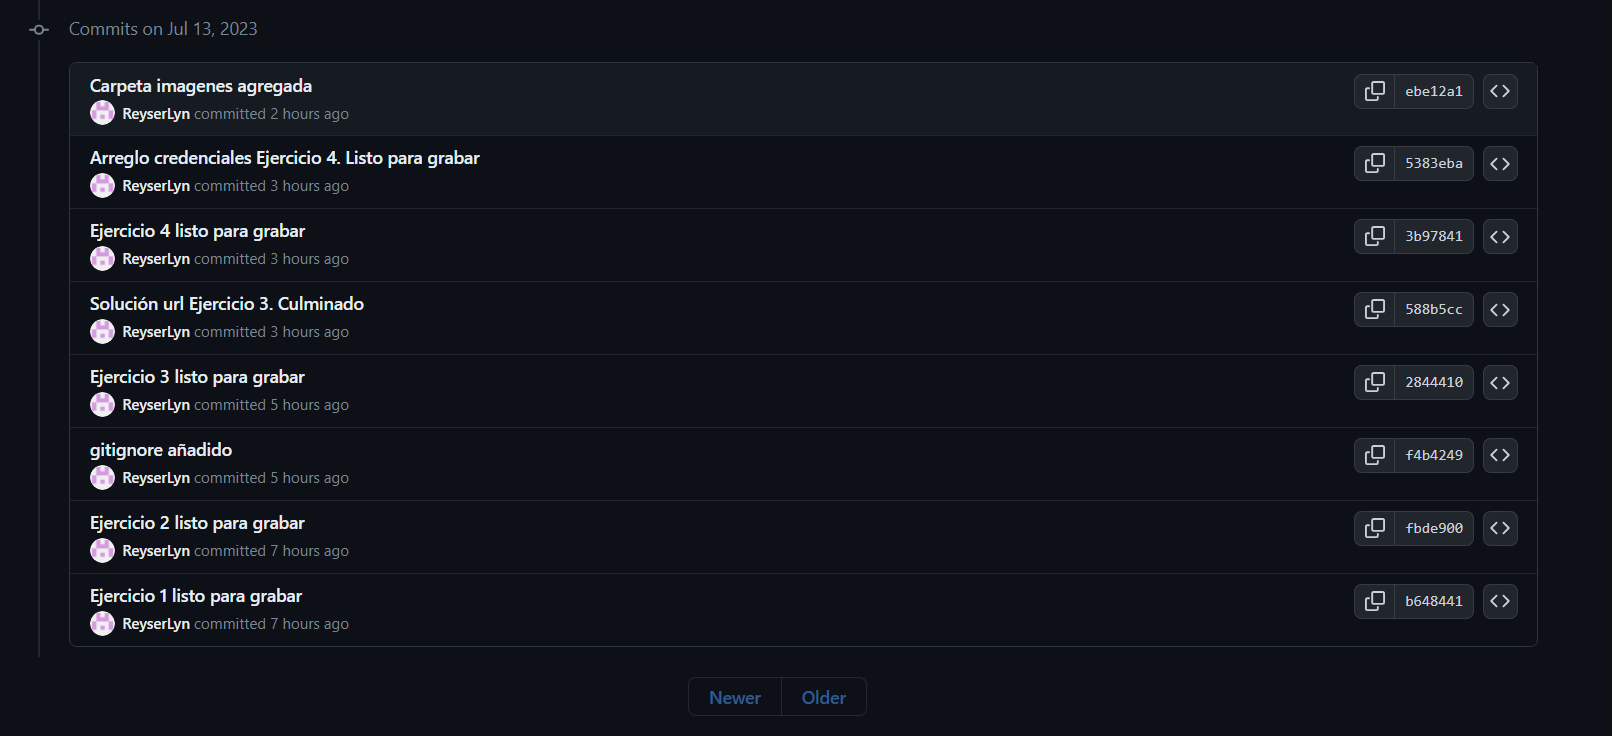 Commits on Jul 13, 2023
Carpeta imagenes agregada
ReyserLyn committed 2 hours ago
ebe12a1
Arreglo credenciales Ejercicio 4. Listo para grabar
ReyserLyn committed 3 hours ago
5383eba
Ejercicio 4 listo para grabar
ReyserLyn committed 3 hours ago
3b97841
Solución url Ejercicio 3. Culminado
ReyserLyn committed 3 hours ago
588b5cc
Ejercicio 3 listo para grabar
ReyserLyn committed 5 hours ago
2844410
gitignore añadido
ReyserLyn committed 5 hours ago
f4b4249
Ejercicio 2 listo para grabar
ReyserLyn committed 7 hours ago
fbde900
Ejercicio 1 listo para grabar
ReyserLyn committed 7 hours ago
b648441
Newer Older